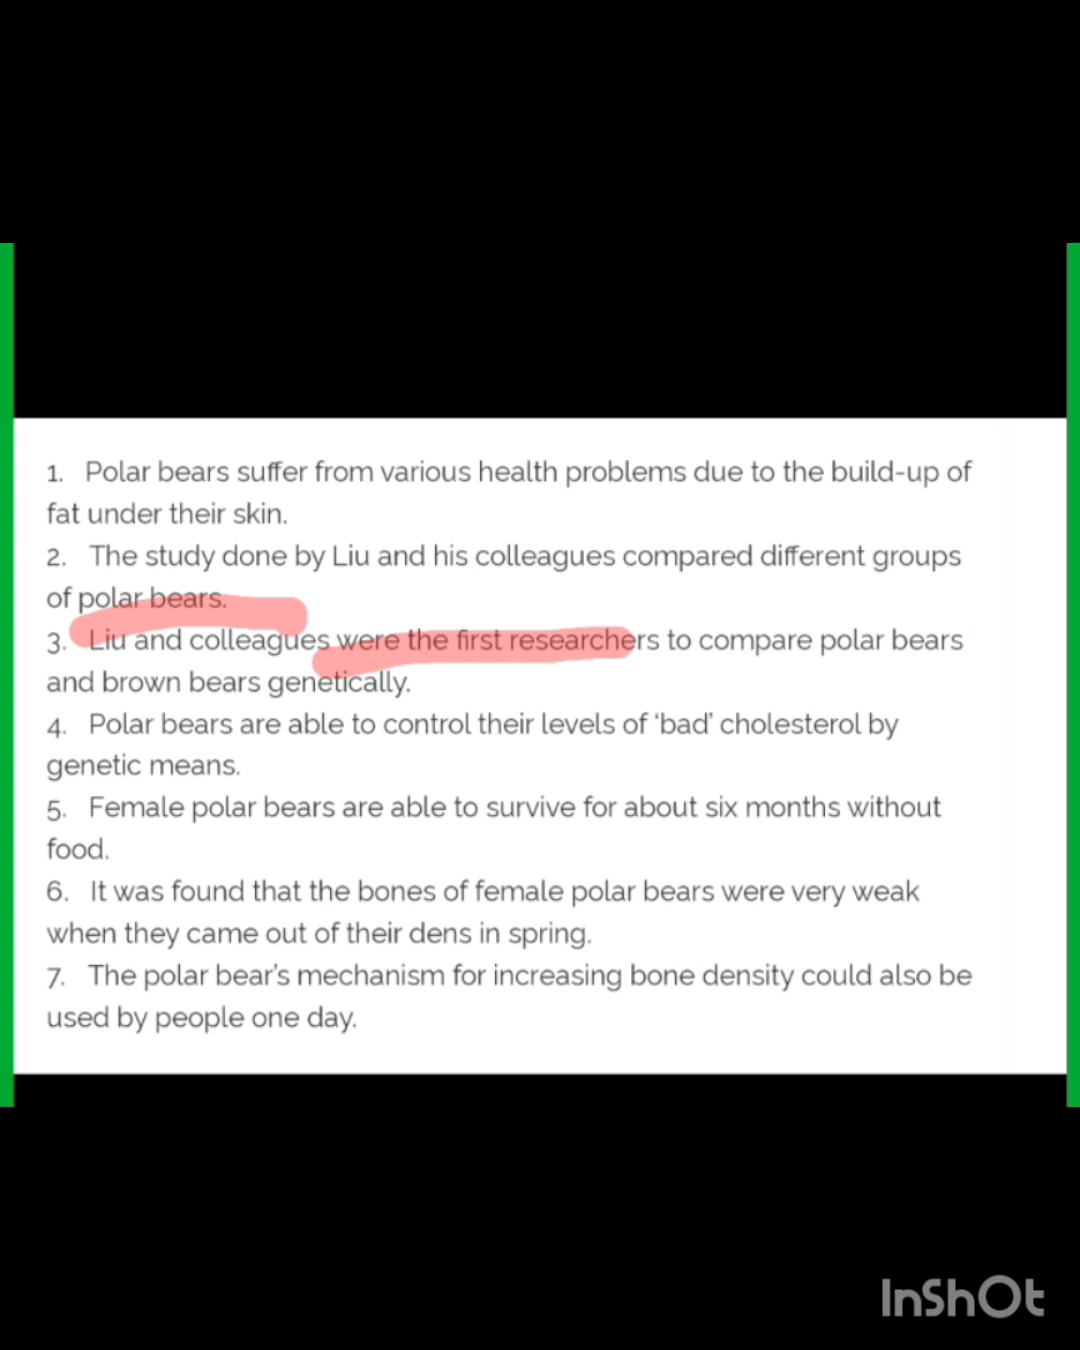 1. Polar bears suffer from various health problems due to the build-up of
fat under their skin.
2. The study done by Liu and his colleagues compared different groups
of polar bears.
3. Liu and colleagues were the first researchers to compare polar bears
and brown bears genetically.
4. Polar bears are able to control their levels of ‘bad’ cholesterol by
genetic means.
5. Female polar bears are able to survive for about six months without
food.
6. It was found that the bones of female polar bears were very weak
when they came out of their dens in spring.
7. The polar bear’s mechanism for increasing bone density could also be
used by people one day.
InShOt